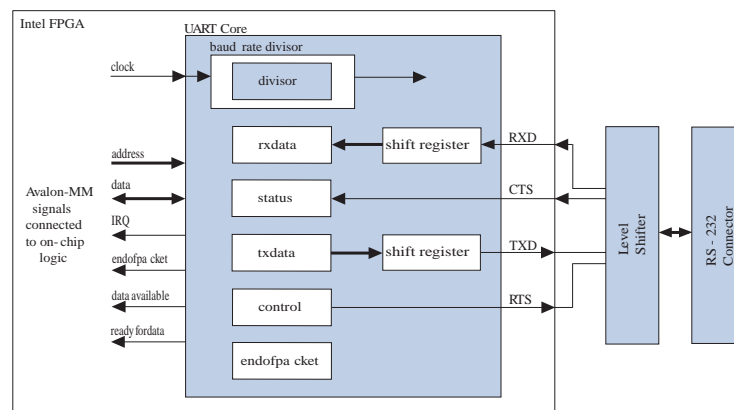 Intel FPGA
UART Core
baud rate divisor
clock
divisor
rxdata
shift register
RXD
address
data
status
CTS
Avalon-MM
signals
connected
to on- chip
logic
IRQ
txdata
shift register
TXD
endofpa cket
data available
control
RTS
readyfordata
endofpa cket
Level
Shifter
RS - 232
Connector